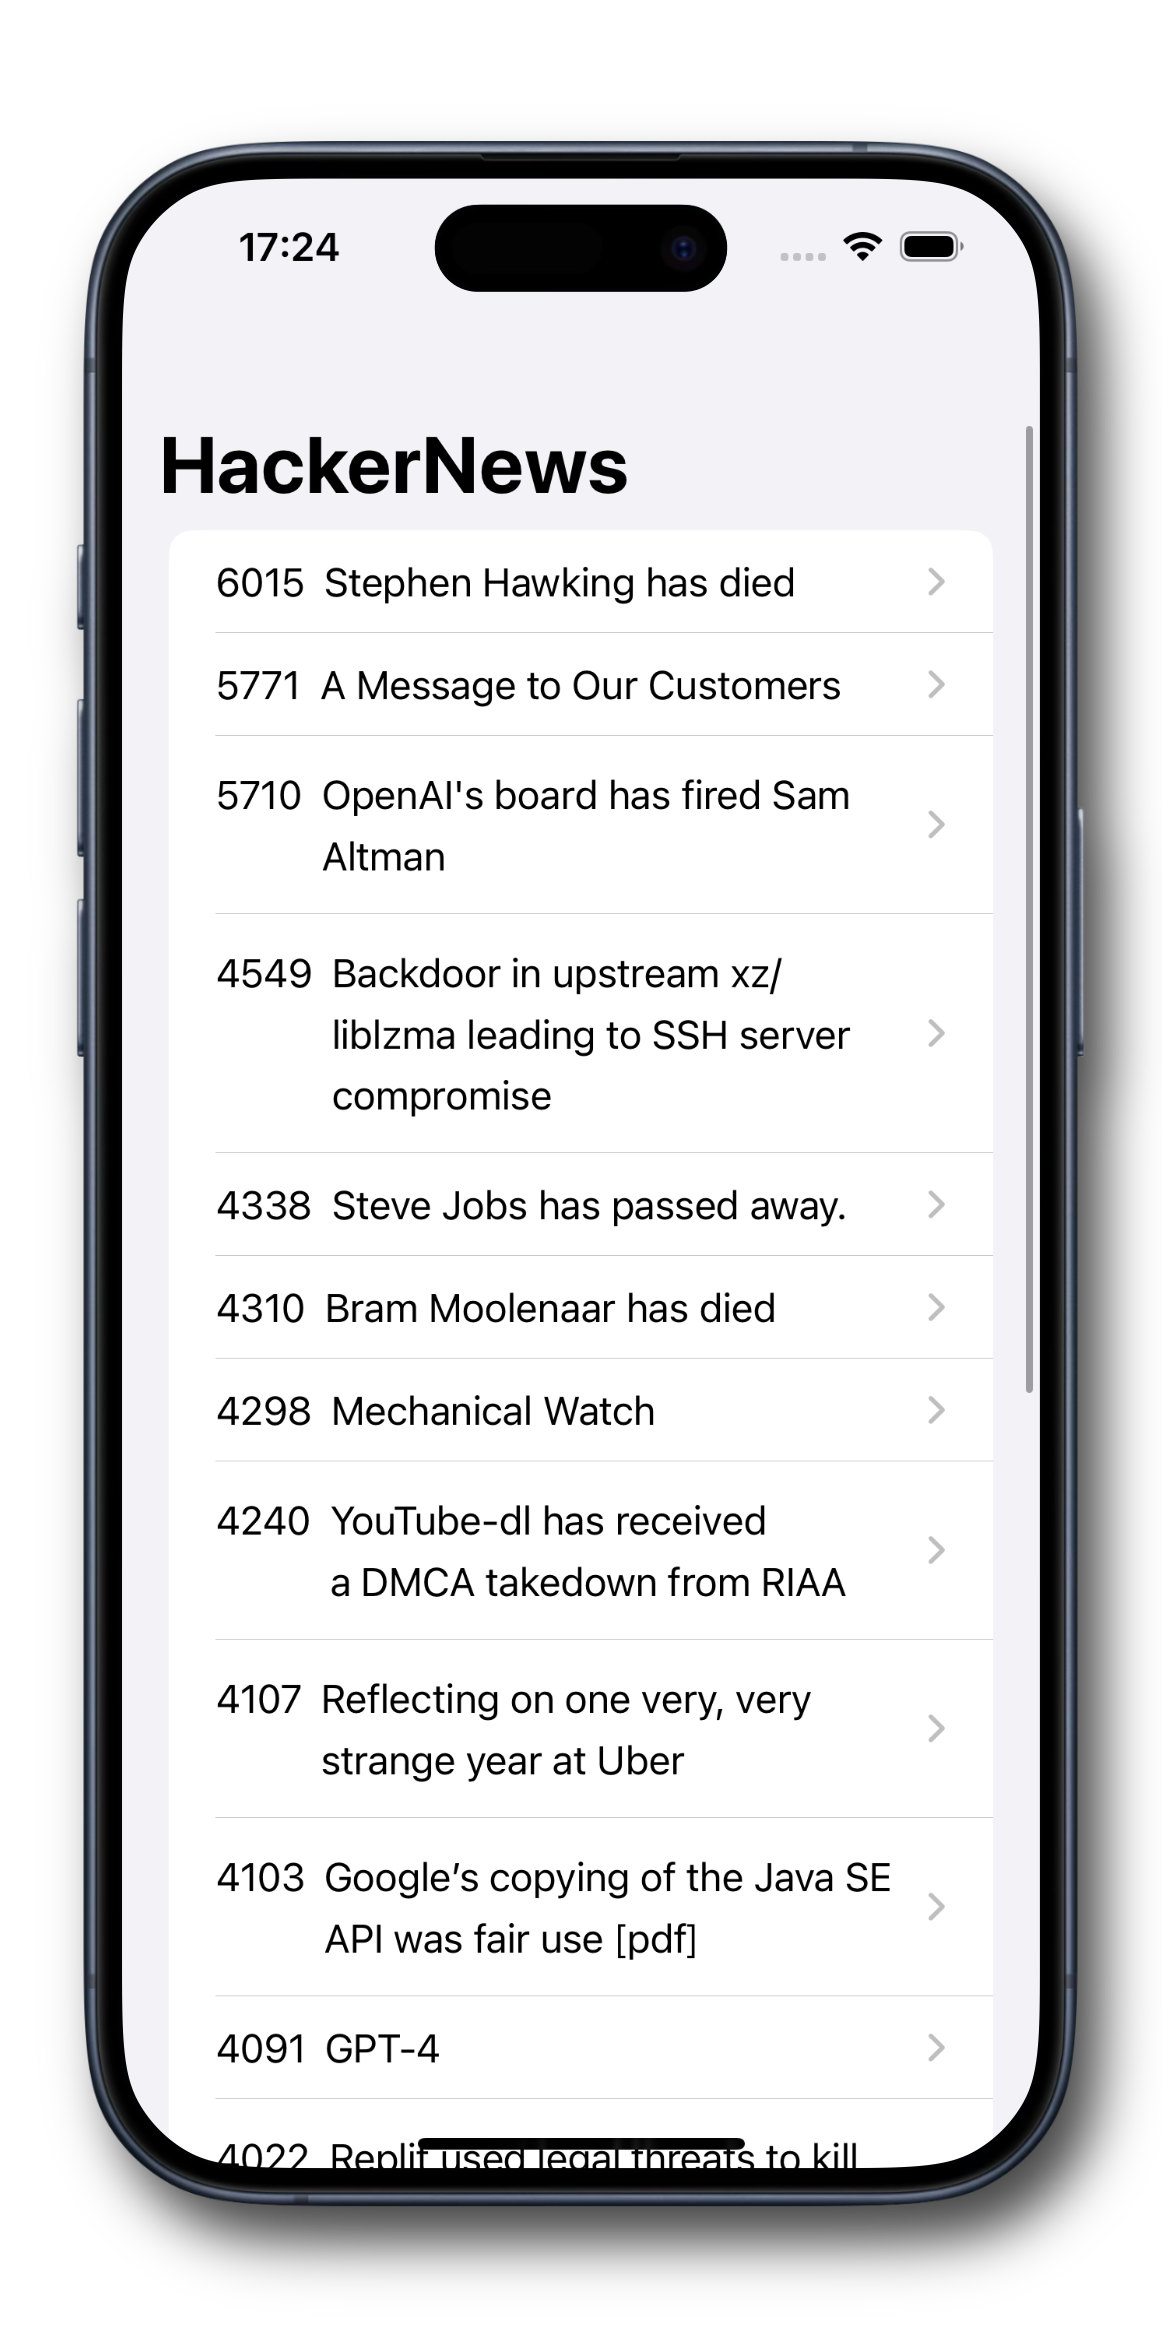 17:24
HackerNews
6015 Stephen Hawking has died
5771 A Message to Our Customers
5710 OpenAI's board has fired Sam
Altman
4549 Backdoor in upstream xz/
liblzma leading to SSH server
compromise
4338 Steve Jobs has passed away.
4310 Bram Moolenaar has died
4298 Mechanical Watch
4240 YouTube-dl has received
a DMCA takedown from RIAA
4107 Reflecting on one very, very
strange year at Uber
4103 Google’s copying of the Java SE
API was fair use [pdf]
4091 GPT-4
4022 Replit used legal threats to kill